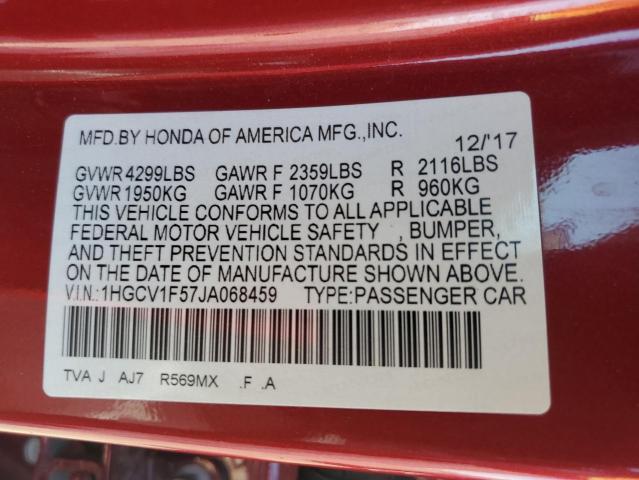 MFD.BY HONDA OF AMERICA MFG.,INC. 12/'17
GVWR 4299LBS GAWR F 2359LBS R 2116LBS
GVWR 1950KG GAWR F 1070KG R 960KG
THIS VEHICLE CONFORMS TO ALL APPLICABLE
FEDERAL MOTOR VEHICLE SAFETY , BUMPER,
AND THEFT PREVENTION STANDARDS IN EFFECT
ON THE DATE OF MANUFACTURE SHOWN ABOVE.
V.I.N.:1HGCV1F57JA068459 TYPE:PASSENGER CAR
TVA J AJ7 R569MX .F .A